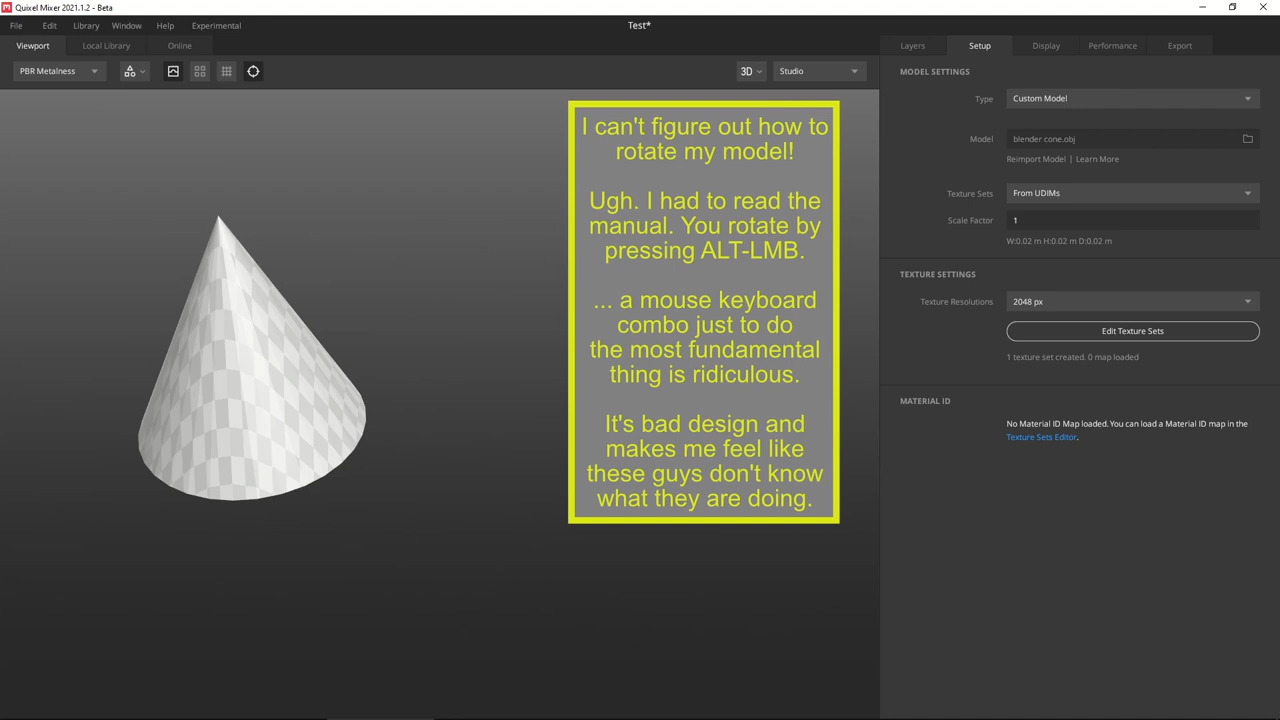 Quixel Mixer 2021.1.2 - Beta
File Edit Library Window Help Experimental
Test*
Viewport Local Library Online
Layers Setup Display Performance Export
PBR Metalness
3D
Studio
I can't figure out how to
rotate my model!
Ugh. I had to read the
manual. You rotate by
pressing ALT-LMB.
... a mouse keyboard
combo just to do
the most fundamental
thing is ridiculous.
It's bad design and
makes me feel like
these guys don't know
what they are doing.
MODEL SETTINGS
Type Custom Model
Model blender cone.obj
Reimport Model | Learn More
Texture Sets From UDIMs
Scale Factor 1
W:0.02 m H:0.02 m D:0.02 m
TEXTURE SETTINGS
Texture Resolutions 2048 px
Edit Texture Sets
1 texture set created. 0 map loaded
MATERIAL ID
No Material ID Map loaded. You can load a Material ID map in the
Texture Sets Editor.